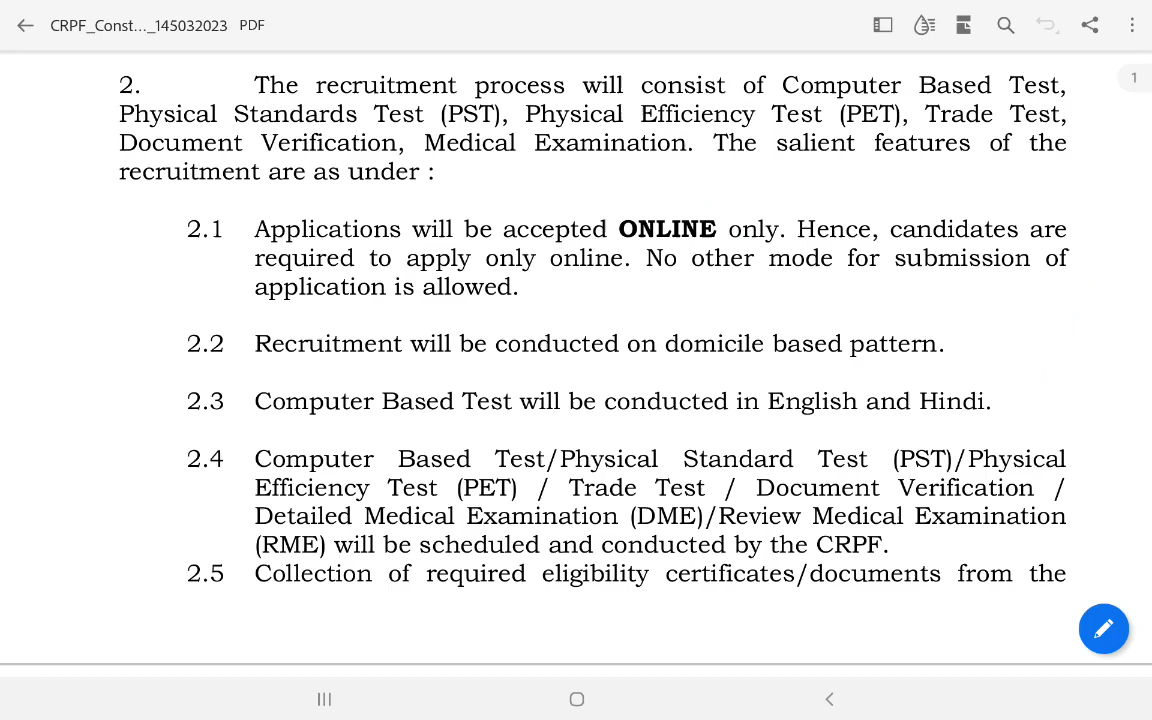 CRPF_Const..._145032023 PDF
1
2. The recruitment process will consist of Computer Based Test,
Physical Standards Test (PST), Physical Efficiency Test (PET), Trade Test,
Document Verification, Medical Examination. The salient features of the
recruitment are as under :
2.1 Applications will be accepted ONLINE only. Hence, candidates are
required to apply only online. No other mode for submission of
application is allowed.
2.2 Recruitment will be conducted on domicile based pattern.
2.3 Computer Based Test will be conducted in English and Hindi.
2.4 Computer Based Test/Physical Standard Test (PST)/Physical
Efficiency Test (PET) / Trade Test / Document Verification /
Detailed Medical Examination (DME)/Review Medical Examination
(RME) will be scheduled and conducted by the CRPF.
2.5 Collection of required eligibility certificates/documents from the